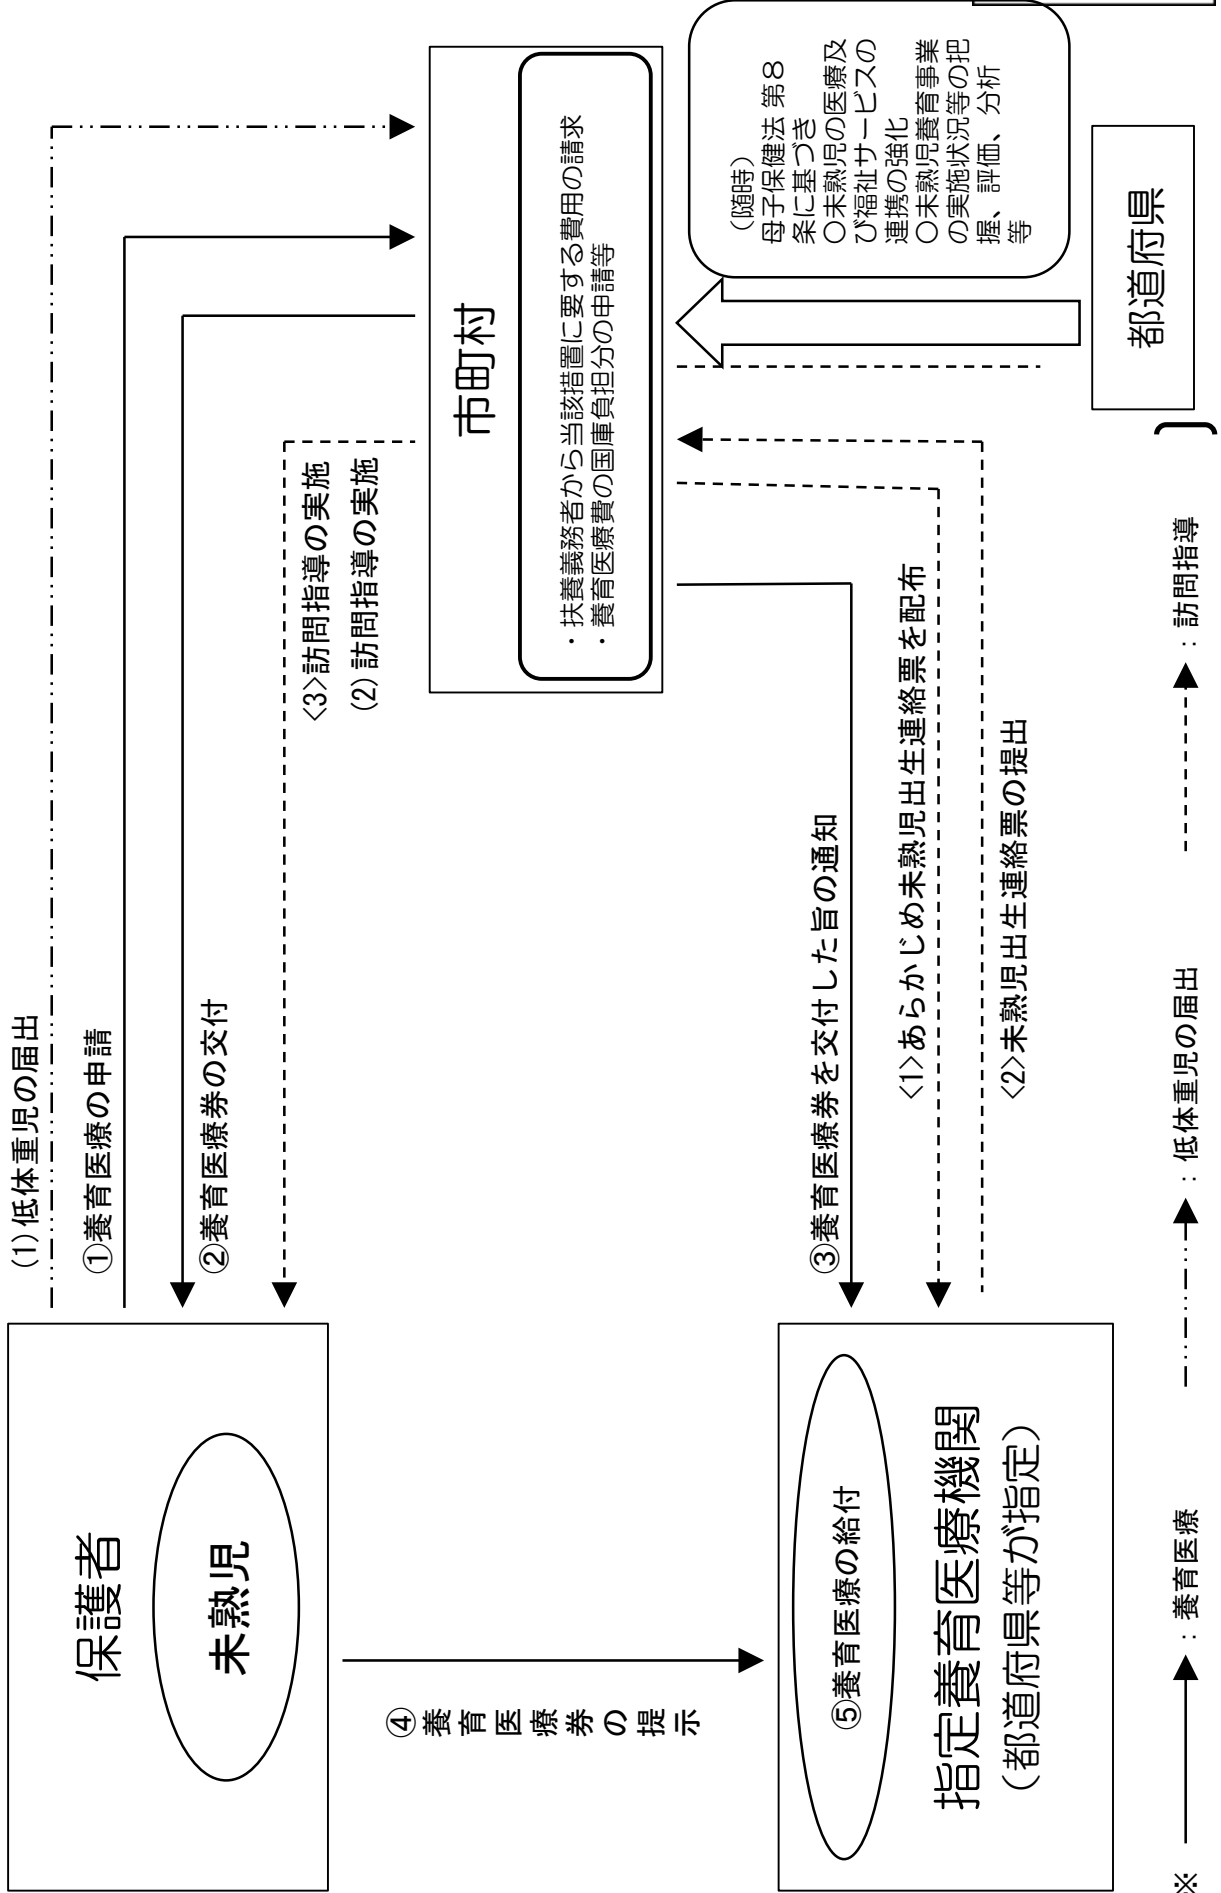 (1)低体重児の届出
①養育医療の申請
②養育医療券の交付
<3>訪問指導の実施
(2)訪問指導の実施
保護者
未熟児
市町村
・扶養義務者から当該措置に要する費用の請求
・養育医療費の国庫負担分の申請等
④養育医療券の提示
③養育医療券を交付した旨の通知
<1>あらかじめ未熟児出生連絡票を配布
<2>未熟児出生連絡票の提出
⑤養育医療の給付
指定養育医療機関
(都道府県等が指定)
(随時)
母子保健法 第8
条に基づき
○未熟児の医療及
び福祉サービスの
連携の強化
○未熟児養育事業
の実施状況等の把
握、評価、分析
等
都道府県
※
：養育医療
：低体重児の届出
：訪問指導